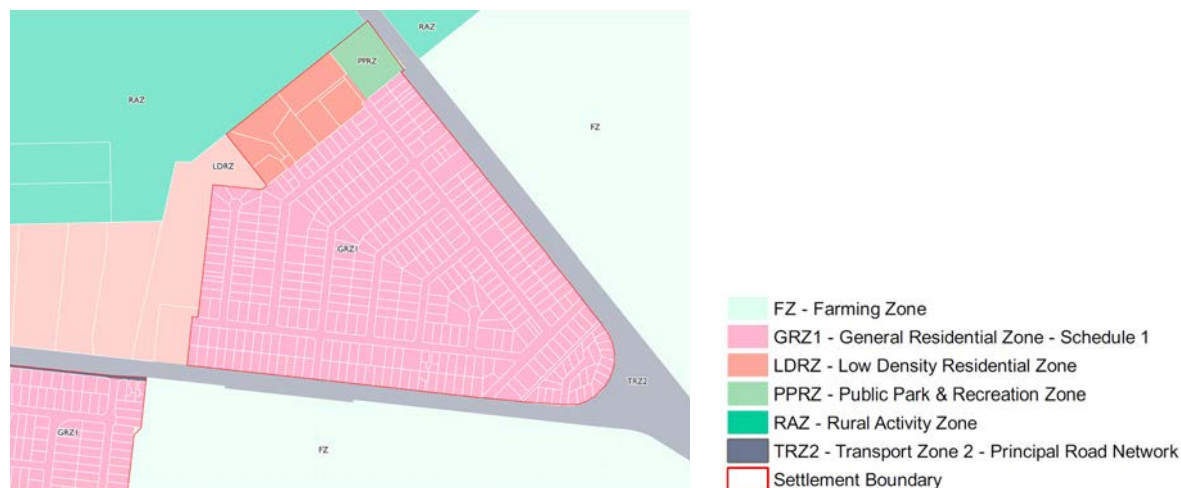 RAZ
PPRZ
RAZ
FZ
LDRZ
GRZ1
TRZ2
GRZ1
FZ
FZ - Farming Zone
GRZ1 - General Residential Zone - Schedule 1
LDRZ - Low Density Residential Zone
PPRZ - Public Park & Recreation Zone
RAZ - Rural Activity Zone
TRZ2 - Transport Zone 2 - Principal Road Network
Settlement Boundary